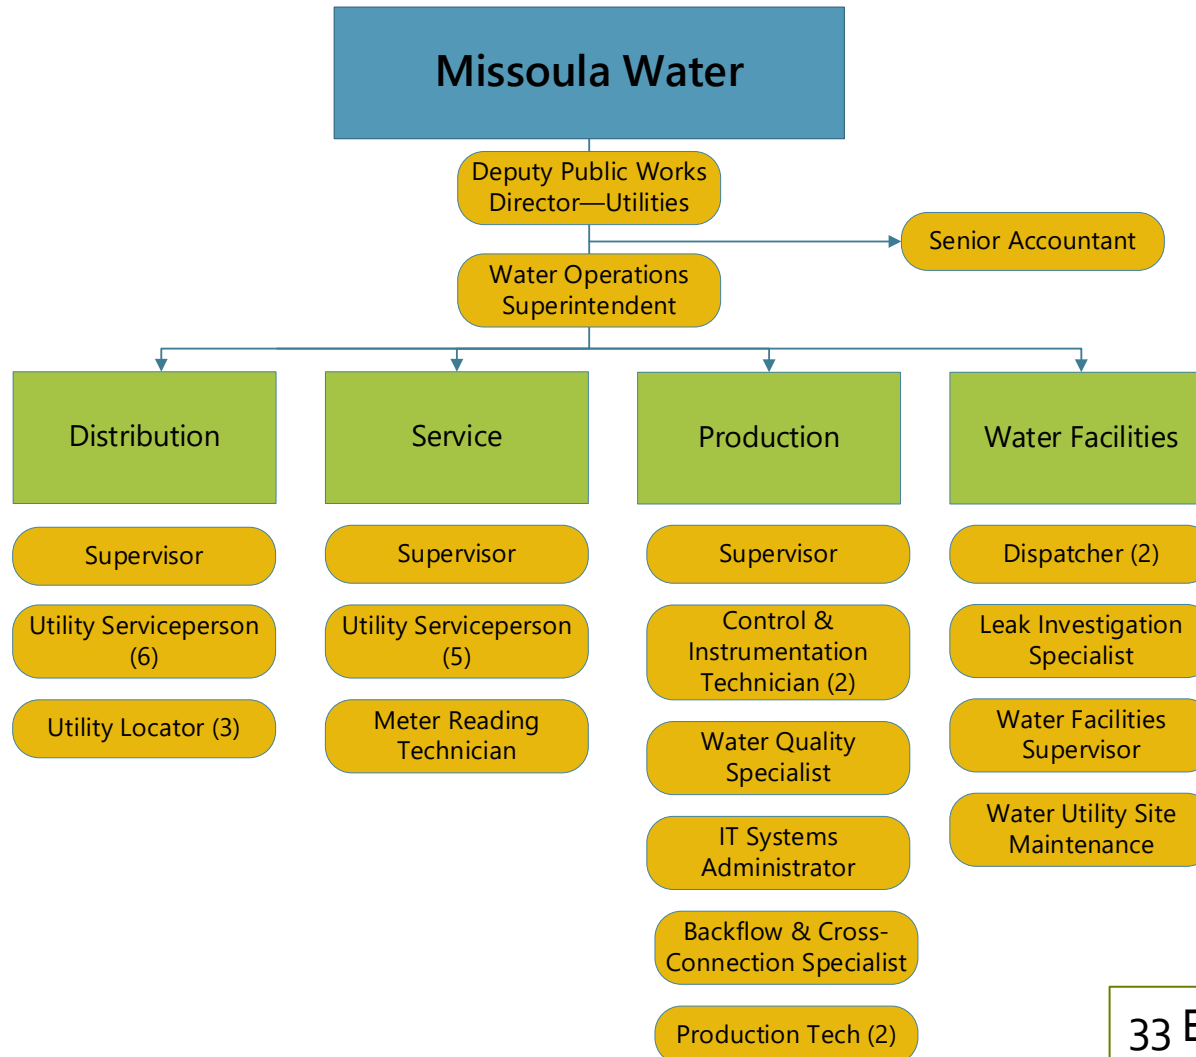 Missoula Water
Deputy Public Works
Director—Utilities
Senior Accountant
Water Operations
Superintendent
Distribution
Service
Production
Water Facilities
Supervisor
Utility Serviceperson
(6)
Utility Locator (3)
Supervisor
Utility Serviceperson
(5)
Meter Reading
Technician
Supervisor
Control &
Instrumentation
Technician (2)
Water Quality
Specialist
IT Systems
Administrator
Backflow & Cross-
Connection Specialist
Production Tech (2)
Dispatcher (2)
Leak Investigation
Specialist
Water Facilities
Supervisor
Water Utility Site
Maintenance
33